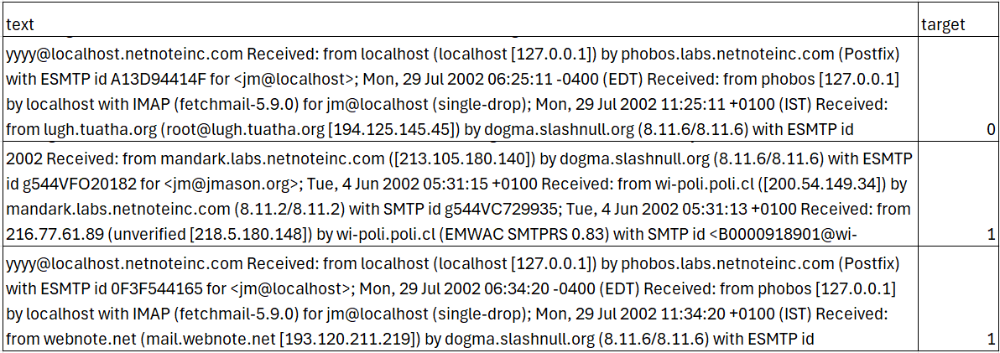 text target
yyyy@localhost.netnoteinc.com Received: from localhost (localhost [127.0.0.1]) by phobos.labs.netnoteinc.com (Postfix)
with ESMTP id A13D94414F for <jm@localhost>; Mon, 29 Jul 2002 06:25:11 -0400 (EDT) Received: from phobos [127.0.0.1]
by localhost with IMAP (fetchmail-5.9.0) for jm@localhost (single-drop); Mon, 29 Jul 2002 11:25:11 +0100 (IST) Received:
from lugh.tuatha.org (root@lugh.tuatha.org [194.125.145.45]) by dogma.slashnull.org (8.11.6/8.11.6) with ESMTP id 0
2002 Received: from mandark.labs.netnoteinc.com ([213.105.180.140]) by dogma.slashnull.org (8.11.6/8.11.6) with ESMTP
id g544VFO20182 for <jm@jmason.org>; Tue, 4 Jun 2002 05:31:15 +0100 Received: from wi-poli.poli.cl ([200.54.149.34]) by
mandark.labs.netnoteinc.com (8.11.2/8.11.2) with SMTP id g544VC729935; Tue, 4 Jun 2002 05:31:13 +0100 Received: from
216.77.61.89 (unverified [218.5.180.148]) by wi-poli.poli.cl (EMWAC SMTPRS 0.83) with SMTP id <B0000918901@wi- 1
yyyy@localhost.netnoteinc.com Received: from localhost (localhost [127.0.0.1]) by phobos.labs.netnoteinc.com (Postfix)
with ESMTP id 0F3F544165 for <jm@localhost>; Mon, 29 Jul 2002 06:34:20 -0400 (EDT) Received: from phobos [127.0.0.1]
by localhost with IMAP (fetchmail-5.9.0) for jm@localhost (single-drop); Mon, 29 Jul 2002 11:34:20 +0100 (IST) Received:
from webnote.net (mail.webnote.net [193.120.211.219]) by dogma.slashnull.org (8.11.6/8.11.6) with ESMTP id 1